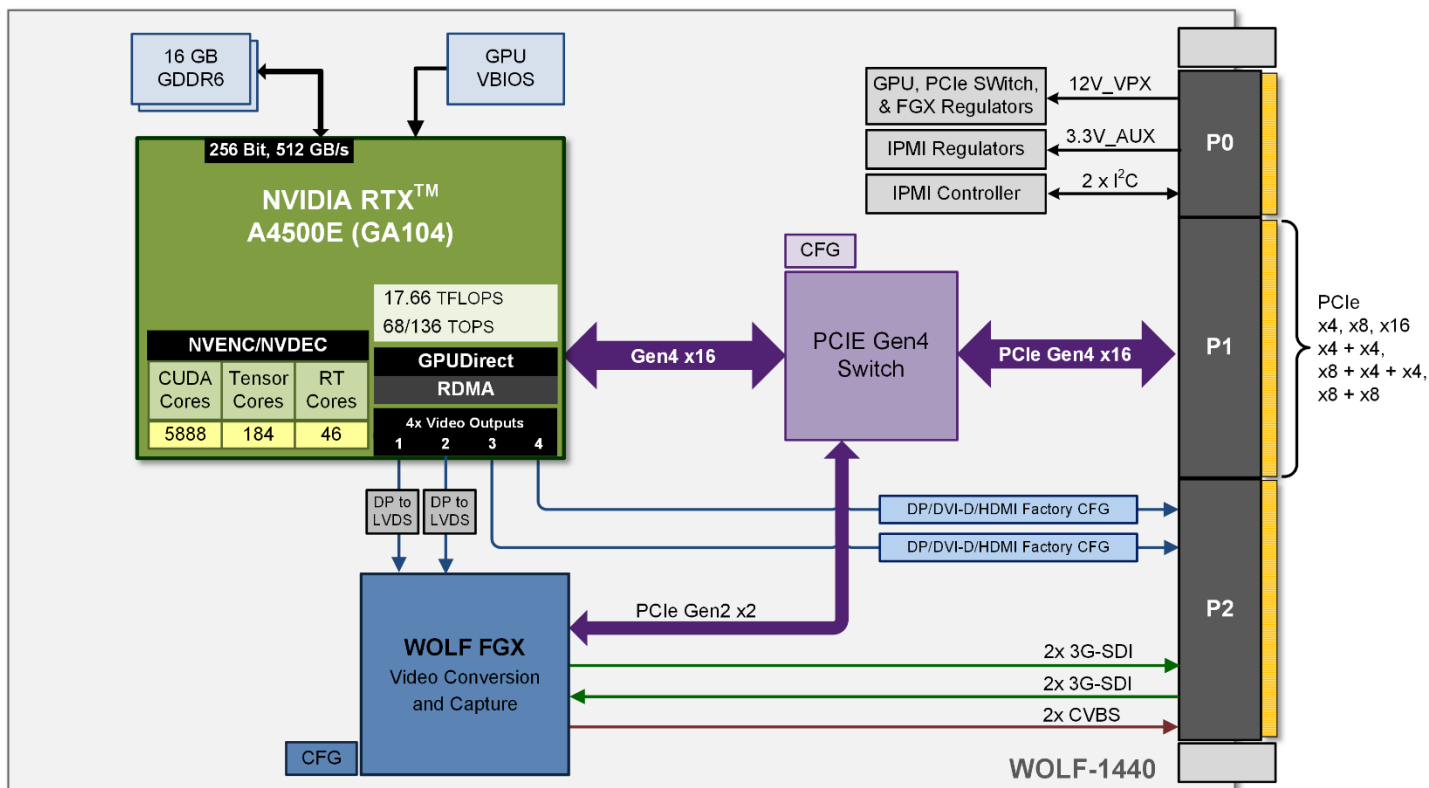 16 GB
GDDR6
GPU
VBIOS
256 Bit, 512 GB/s
NVIDIA RTX™
A4500E (GA104)
17.66 TFLOPS
68/136 TOPS
NVENC/NVDEC
GPUDirect
RDMA
CUDA Cores
Tensor Cores
RT Cores
5888
184
46
4x Video Outputs
1 2 3 4
DP to
LVDS
DP to
LVDS
WOLF FGX
Video Conversion
and Capture
CFG
Gen4 x16
CFG
PCIE Gen4
Switch
PCIe Gen4 x16
PCIe Gen2 x2
GPU, PCIe SWitch,
& FGX Regulators
12V_VPX
IPMI Regulators
3.3V_AUX
IPMI Controller
2 x I²C
P0
P1
PCIe
x4, x8, x16
x4 + x4,
x8 + x4 + x4,
x8 + x8
DP/DVI-D/HDMI Factory CFG
DP/DVI-D/HDMI Factory CFG
P2
2x 3G-SDI
2x 3G-SDI
2x CVBS
WOLF-1440